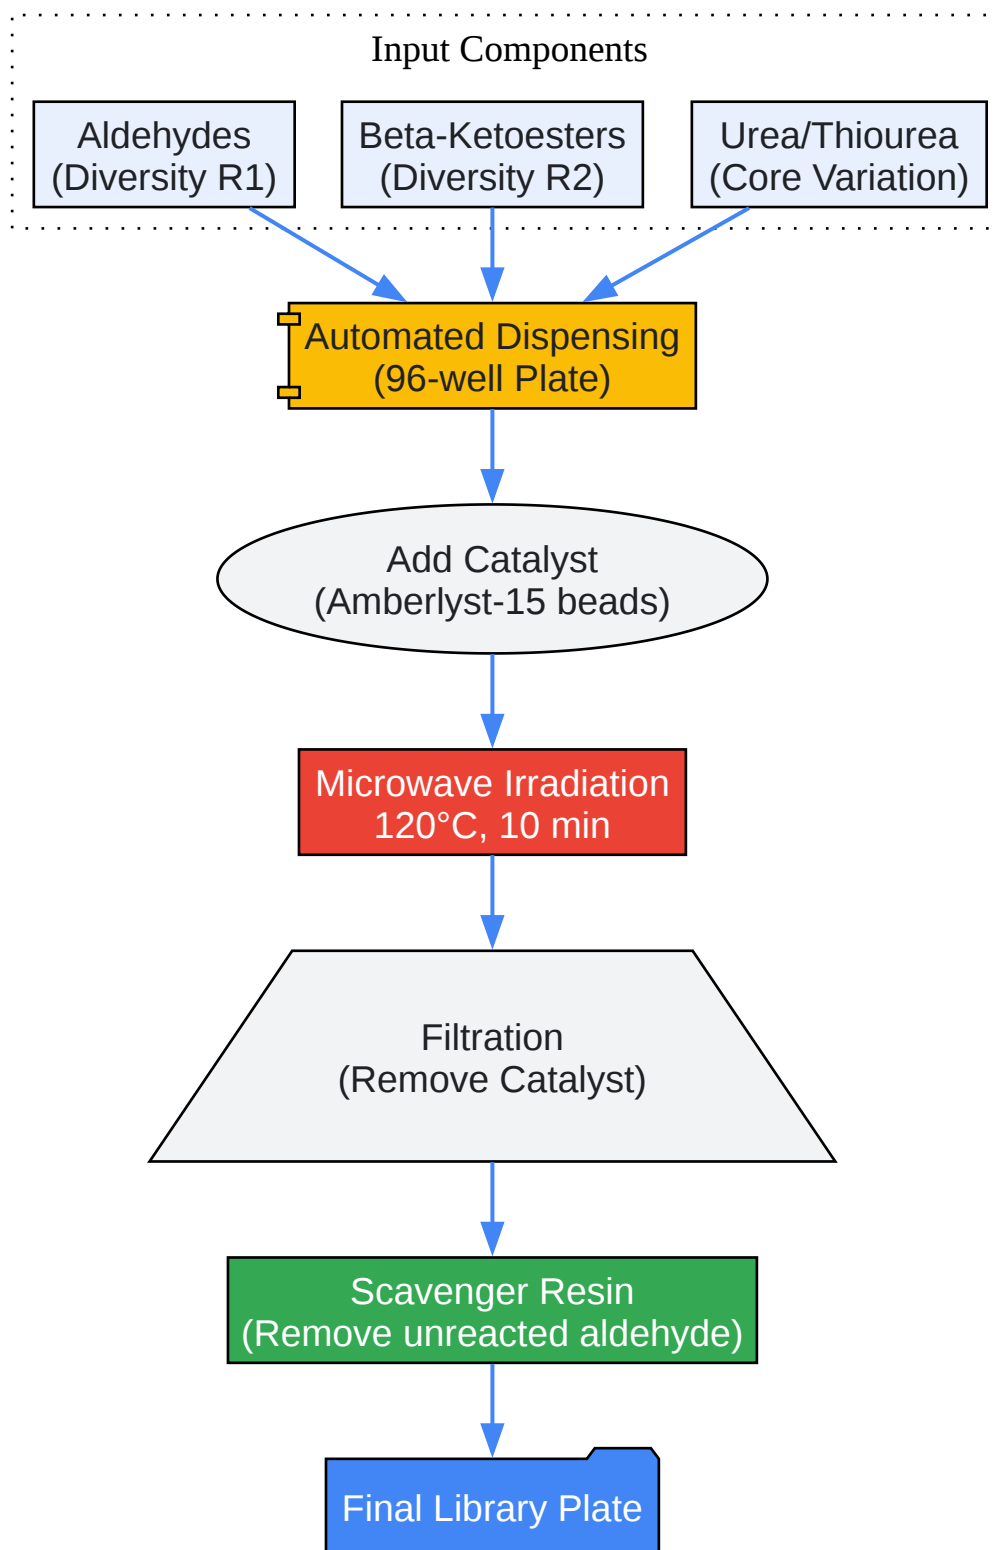 Input Components
Aldehydes
(Diversity R1)
Beta-Ketoesters
(Diversity R2)
Urea/Thiourea
(Core Variation)
Automated Dispensing
(96-well Plate)
Add Catalyst
(Amberlyst-15 beads)
Microwave Irradiation
120°C, 10 min
Filtration
(Remove Catalyst)
Scavenger Resin
(Remove unreacted aldehyde)
Final Library Plate